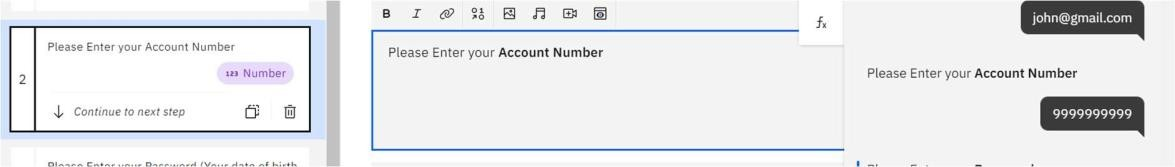 Please Enter your Account Number
2
123 Number
Continue to next step
Please Enter your Password (Your date of birth
B I
Please Enter your Account Number
fx
john@gmail.com
Please Enter your Account Number
9999999999